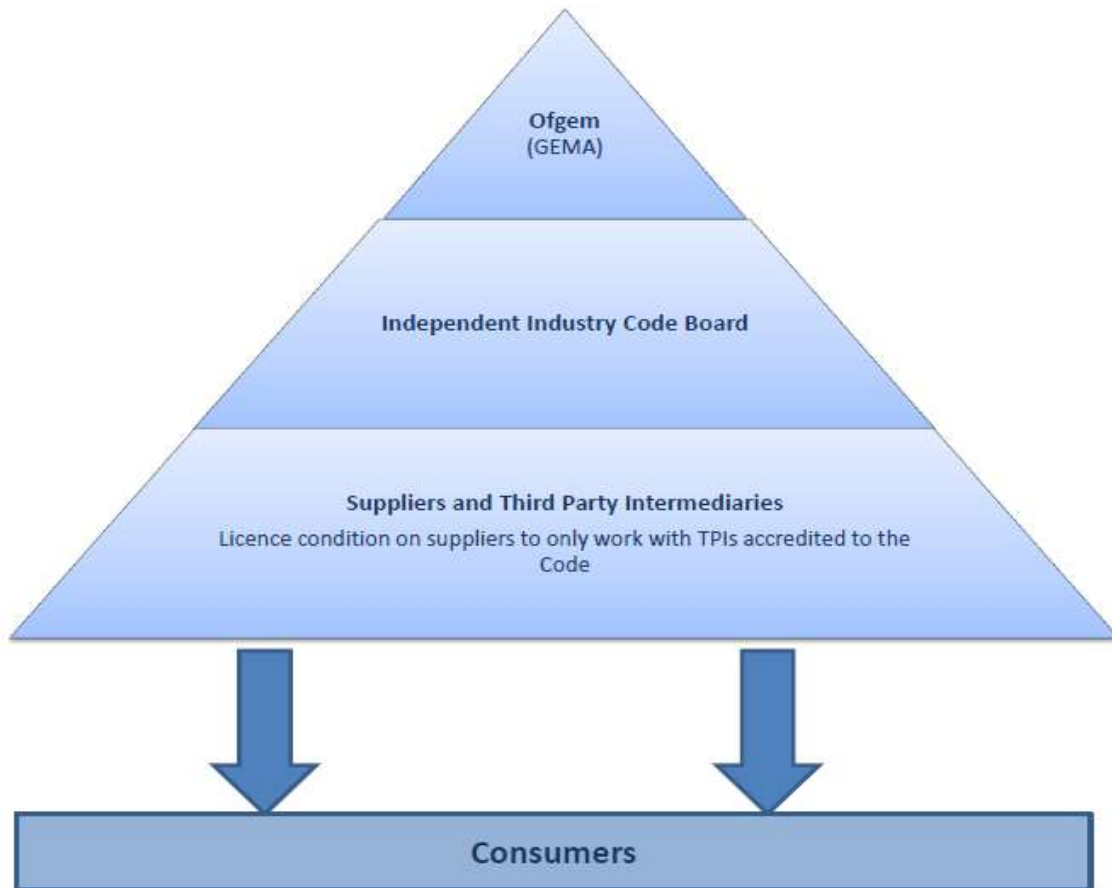 Ofgem
(GEMA)
Independent Industry Code Board
Suppliers and Third Party Intermediaries
Licence condition on suppliers to only work with TPIs accredited to the
Code
Consumers